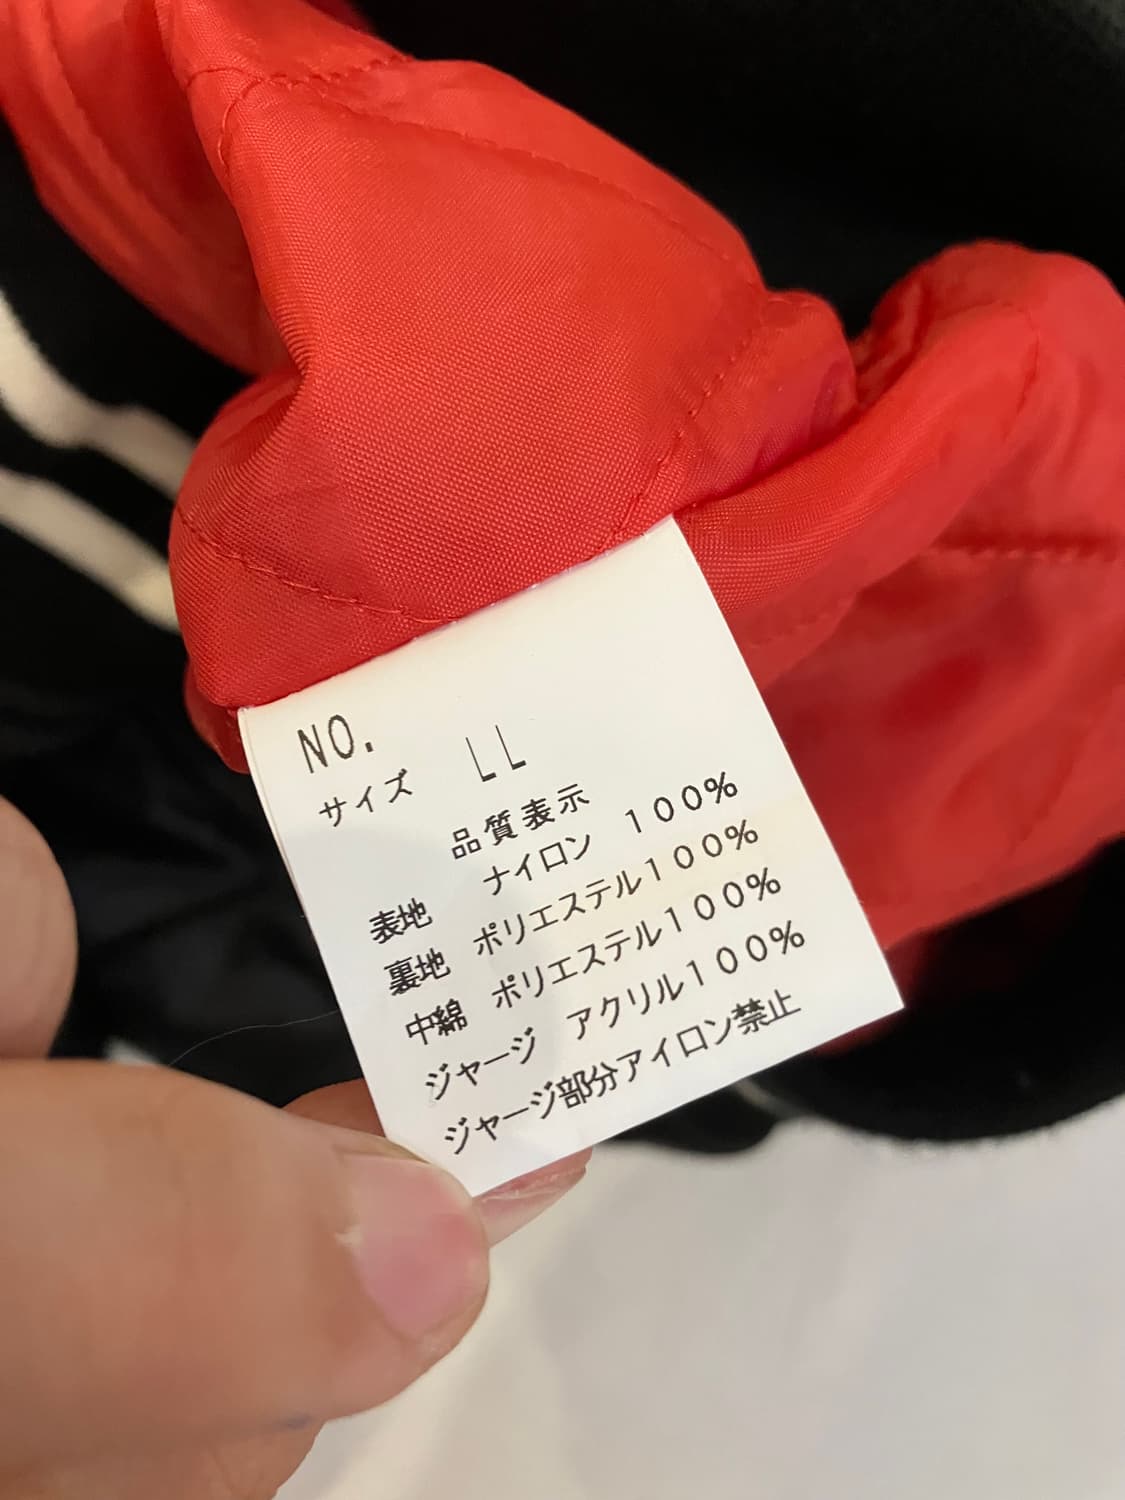 NO.
サイズ LL
品質表示
表地 ナイロン 100%
裏地 ポリエステル100%
中綿 ポリエステル100%
ジャージ アクリル100%
ジャージ部分アイロン禁止